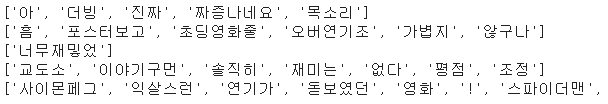 ['아', '더빙', '진짜', '짜증나네요', '목소리']
['흠', '포스터보고', '초딩영화줄', '오버연기조', '가볍지', '않구나']
['너무재밓었']
['교도소', '이야기구먼', '솔직히', '재미는', '없다', '평점', '조정']
['사이몬페그', '익살스런', '연기가', '돋보였던', '영화', '!', '스파이더맨',